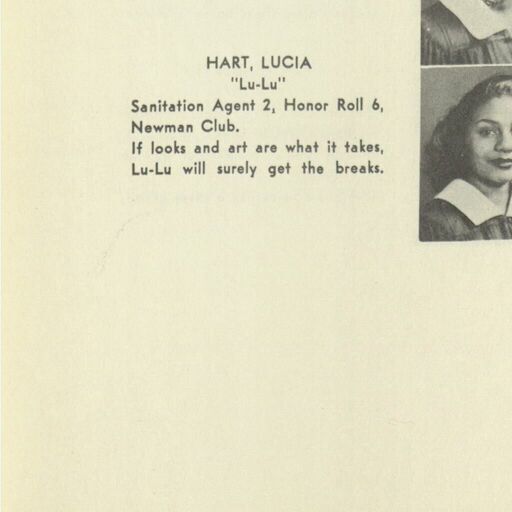 HART, LUCIA
"Lu-Lu"
Sanitation Agent 2, Honor Roll 6,
Newman Club.
If looks and art are what it takes,
Lu-Lu will surely get the breaks.